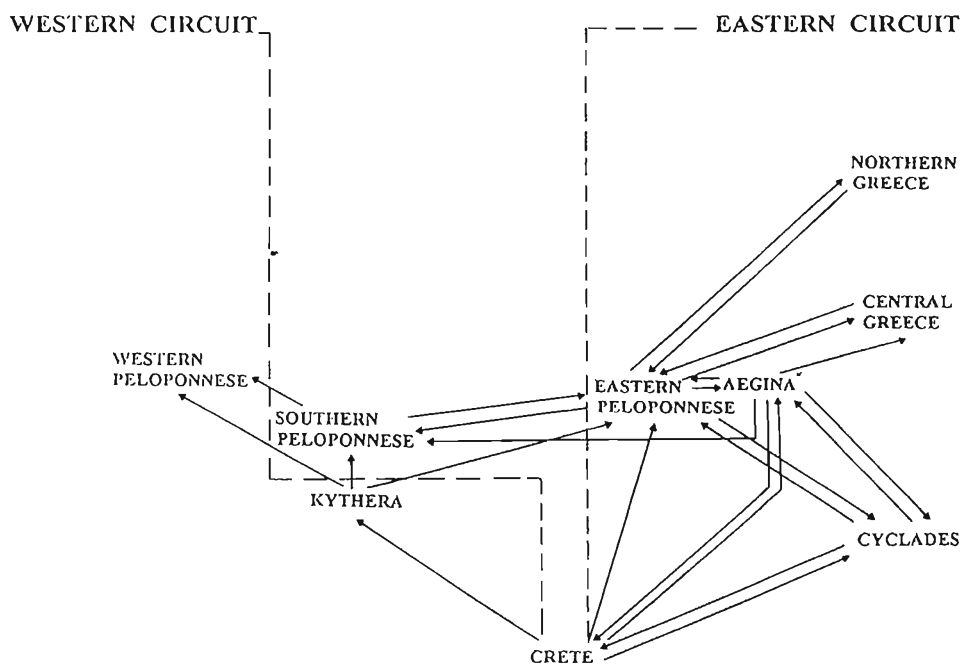 WESTERN CIRCUIT
EASTERN CIRCUIT
NORTHERN
GREECE
CENTRAL
GREECE
WESTERN
PELOPONNESE
EASTERN
PELOPONNESE
AEGINA
SOUTHERN
PELOPONNESE
KYTHERA
CYCLADES
CRETE